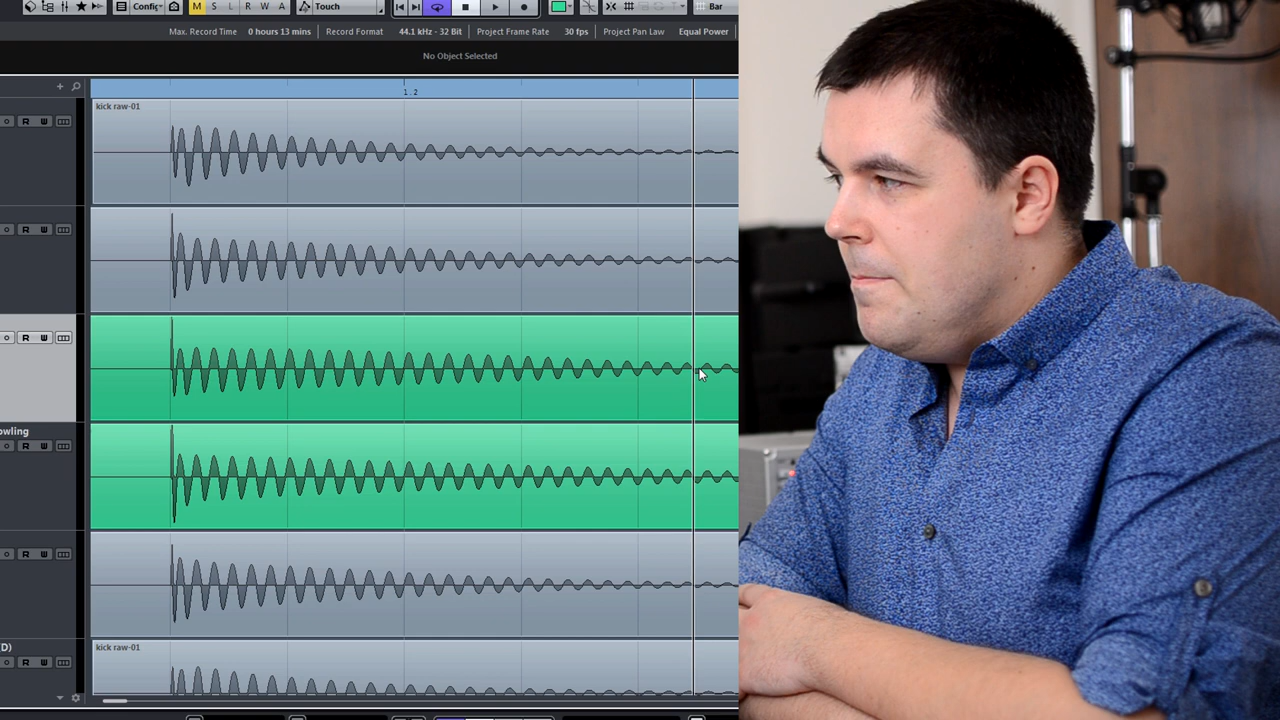 Config M S L R W A Touch Bar
Max. Record Time 0 hours 13 mins Record Format 44.1 kHz - 32 Bit Project Frame Rate 30 fps Project Pan Law Equal Power
No Object Selected
1. 2
kick raw-01
R W
R W
R W
owling
R W
R W
(D) kick raw-01
R W